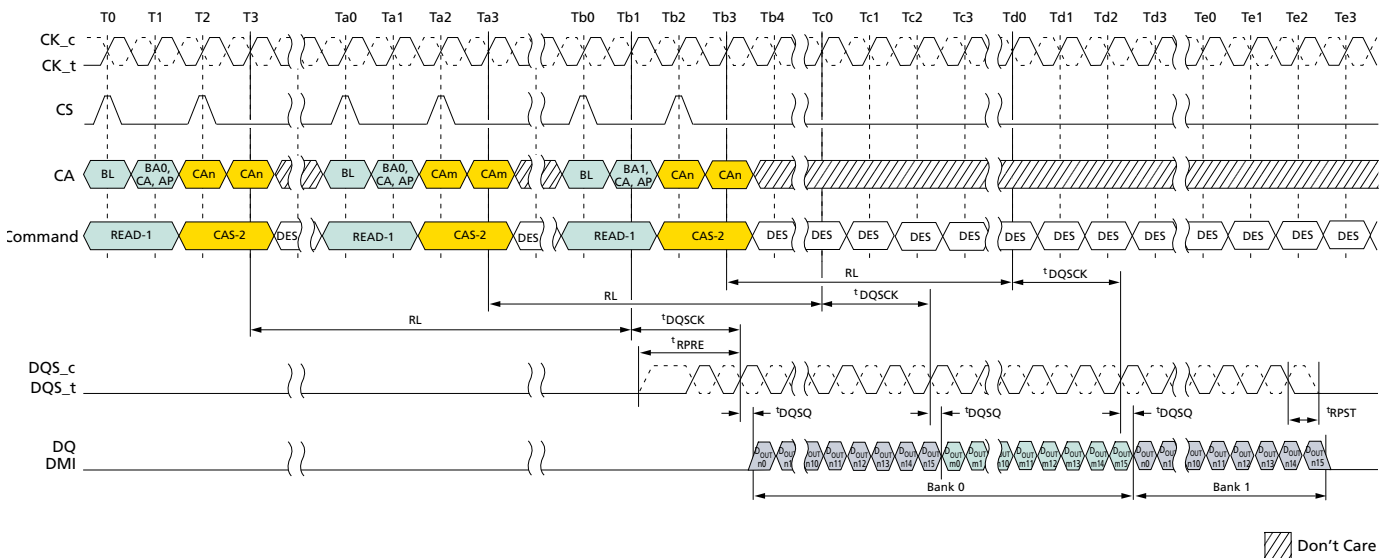 T0 T1 T2 T3 Ta0 Ta1 Ta2 Ta3 Tb0 Tb1 Tb2 Tb3 Tb4 Tc0 Tc1 Tc2 Tc3 Td0 Td1 Td2 Td3 Te0 Te1 Te2 Te3
CK_c
CK_t
CS
CA BL BA0, CA, AP CAn CAn BL BA0, CA, AP CAm CAm BL BA1, CA, AP CAn CAn
Command READ-1 CAS-2 DES READ-1 CAS-2 DES READ-1 CAS-2 DES DES DES DES DES DES DES DES DES DES DES DES DES
RL tDQSCK
RL tDQSCK
RL tDQSCK
tRPRE
DQS_c
DQS_t
tDQSQ tDQSQ tDQSQ tRPST
DQ
DMI
DOUT n0 DOUT n1 DOUT n10 DOUT n11 DOUT n12 DOUT n13 DOUT n14 DOUT n15 DOUT m0 DOUT m1 DOUT n10 DOUT m11 DOUT m12 DOUT m13 DOUT m14 DOUT m15 DOUT n0 DOUT n1 DOUT n10 DOUT n11 DOUT n12 DOUT n13 DOUT n14 DOUT n15
Bank 0 Bank 1
Don't Care